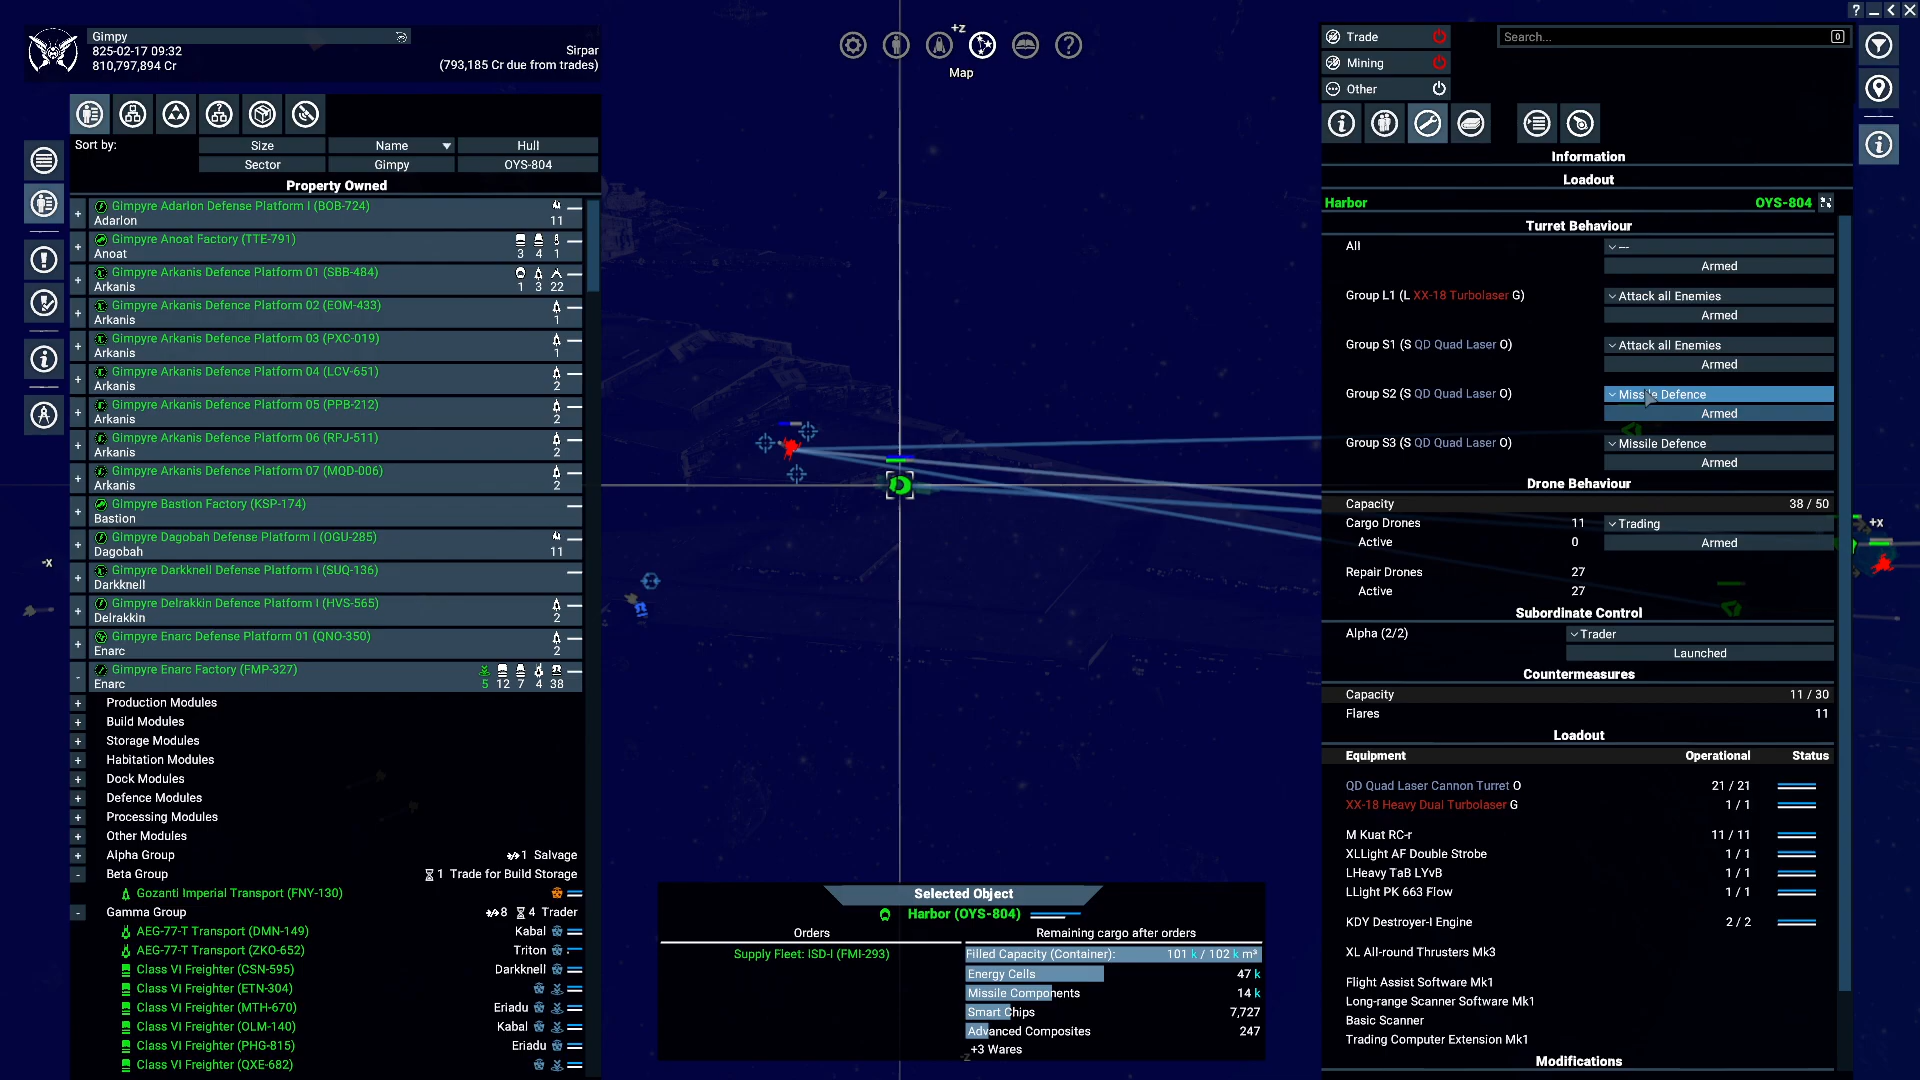 Gimpy
825-02-17 09:32
810,797,894 Cr
Sirpar
(793,185 Cr due from trades)
Sort by:
Size
Name
Hull
Sector
Gimpy
OYS-804
Property Owned
Gimpyre Adarlon Defense Platform I (BOB-724)
Adarlon
11
Gimpyre Anoat Factory (TTE-791)
Anoat
3 4 1
Gimpyre Arkanis Defence Platform 01 (SBB-484)
Arkanis
1 3 22
Gimpyre Arkanis Defence Platform 02 (EOM-433)
Arkanis
1
Gimpyre Arkanis Defence Platform 03 (PXC-019)
Arkanis
1
Gimpyre Arkanis Defence Platform 04 (LCV-651)
Arkanis
2
Gimpyre Arkanis Defence Platform 05 (PPB-212)
Arkanis
2
Gimpyre Arkanis Defence Platform 06 (RPJ-511)
Arkanis
2
Gimpyre Arkanis Defence Platform 07 (MQD-006)
Arkanis
2
Gimpyre Bastion Factory (KSP-174)
Bastion
Gimpyre Dagobah Defense Platform I (OGU-285)
Dagobah
11
Gimpyre Darkknell Defense Platform I (SUQ-136)
Darkknell
Gimpyre Delrakkin Defence Platform I (HVS-565)
Delrakkin
2
Gimpyre Enarc Defense Platform 01 (QNO-350)
Enarc
2
Gimpyre Enarc Factory (FMP-327)
Enarc
5 12 7 4 38
Production Modules
Build Modules
Storage Modules
Habitation Modules
Dock Modules
Defence Modules
Processing Modules
Other Modules
Alpha Group
1 Salvage
Beta Group
1 Trade for Build Storage
Gozanti Imperial Transport (FNY-130)
Gamma Group
8 4 Trader
AEG-77-T Transport (DMN-149)
Kabal
AEG-77-T Transport (ZKO-652)
Triton
Class VI Freighter (CSN-595)
Darkknell
Class VI Freighter (ETN-304)
Class VI Freighter (MTH-670)
Eriadu
Class VI Freighter (OLM-140)
Kabal
Class VI Freighter (PHG-815)
Eriadu
Class VI Freighter (QXE-682)
+Z
Map
-X
+X
-Z
Selected Object
Harbor (OYS-804)
Orders
Remaining cargo after orders
Supply Fleet: ISD-I (FMI-293)
Filled Capacity (Container):
101 k / 102 k m³
Energy Cells
47 k
Missile Components
14 k
Smart Chips
7,727
Advanced Composites
247
+3 Wares
Trade
Mining
Other
Search...
0
Information
Loadout
Harbor
OYS-804
Turret Behaviour
All
---
Armed
Group L1 (L XX-18 Turbolaser G)
Attack all Enemies
Armed
Group S1 (S QD Quad Laser O)
Attack all Enemies
Armed
Group S2 (S QD Quad Laser O)
Missile Defence
Armed
Group S3 (S QD Quad Laser O)
Missile Defence
Armed
Drone Behaviour
Capacity
38 / 50
Cargo Drones
11
Trading
Active
0
Armed
Repair Drones
27
Active
27
Subordinate Control
Alpha (2/2)
Trader
Launched
Countermeasures
Capacity
11 / 30
Flares
11
Loadout
Equipment
Operational
Status
QD Quad Laser Cannon Turret O
21 / 21
XX-18 Heavy Dual Turbolaser G
1 / 1
M Kuat RC-r
11 / 11
XLLight AF Double Strobe
1 / 1
LHeavy TaB LYvB
1 / 1
LLight PK 663 Flow
1 / 1
KDY Destroyer-I Engine
2 / 2
XL All-round Thrusters Mk3
Flight Assist Software Mk1
Long-range Scanner Software Mk1
Basic Scanner
Trading Computer Extension Mk1
Modifications